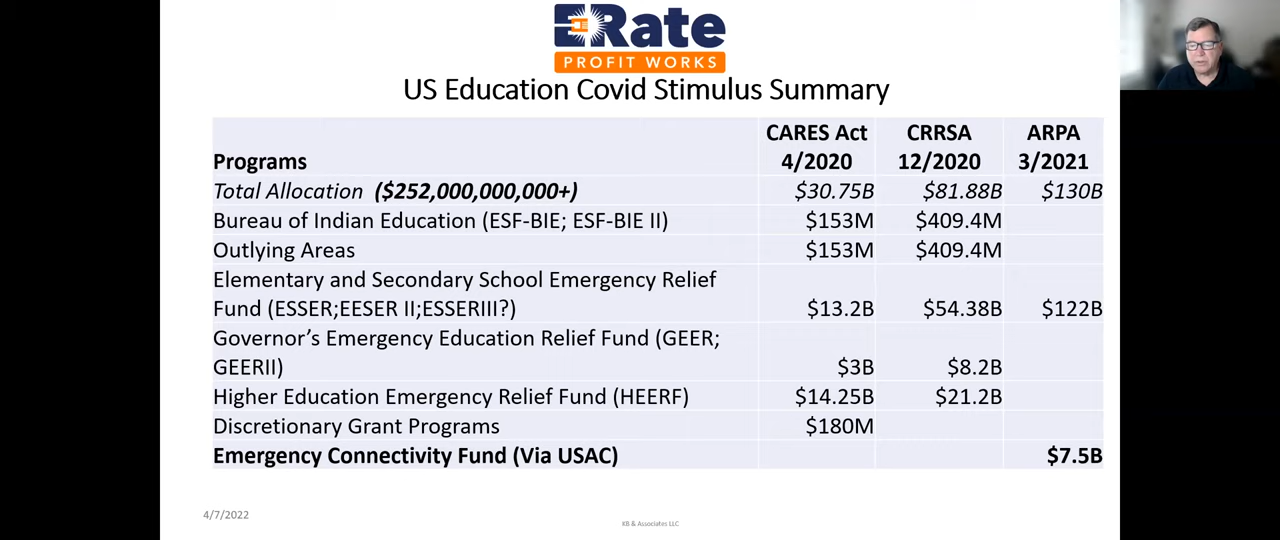 ERate
PROFIT WORKS
US Education Covid Stimulus Summary
Programs CARES Act 4/2020 CRRSA 12/2020 ARPA 3/2021
Total Allocation ($252,000,000,000+) $30.75B $81.88B $130B
Bureau of Indian Education (ESF-BIE; ESF-BIE II) $153M $409.4M
Outlying Areas $153M $409.4M
Elementary and Secondary School Emergency Relief
Fund (ESSER;EESER II;ESSERIII?) $13.2B $54.38B $122B
Governor’s Emergency Education Relief Fund (GEER;
GEERII) $3B $8.2B
Higher Education Emergency Relief Fund (HEERF) $14.25B $21.2B
Discretionary Grant Programs $180M
Emergency Connectivity Fund (Via USAC) $7.5B
4/7/2022
KB & Associates LLC